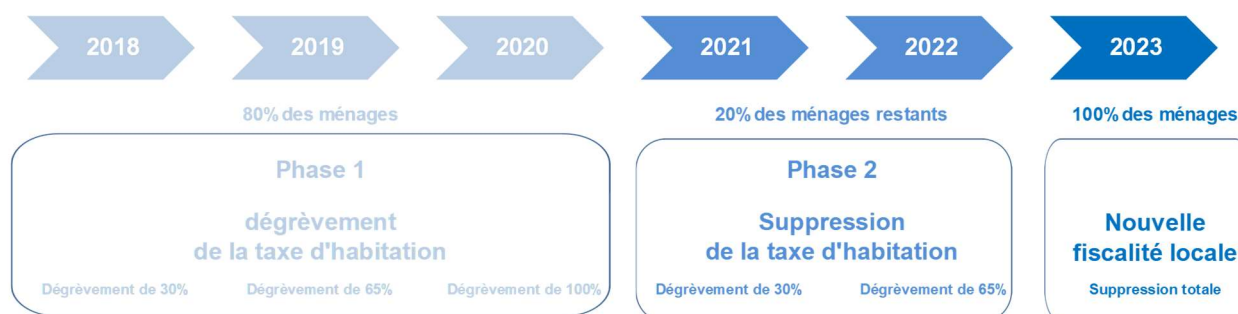 2018
2019
2020
2021
2022
2023
80% des ménages
20% des ménages restants
100% des ménages
Phase 1
dégrèvement
de la taxe d'habitation
Dégrèvement de 30%
Dégrèvement de 65%
Dégrèvement de 100%
Phase 2
Suppression
de la taxe d'habitation
Dégrèvement de 30%
Dégrèvement de 65%
Nouvelle
fiscalité locale
Suppression totale